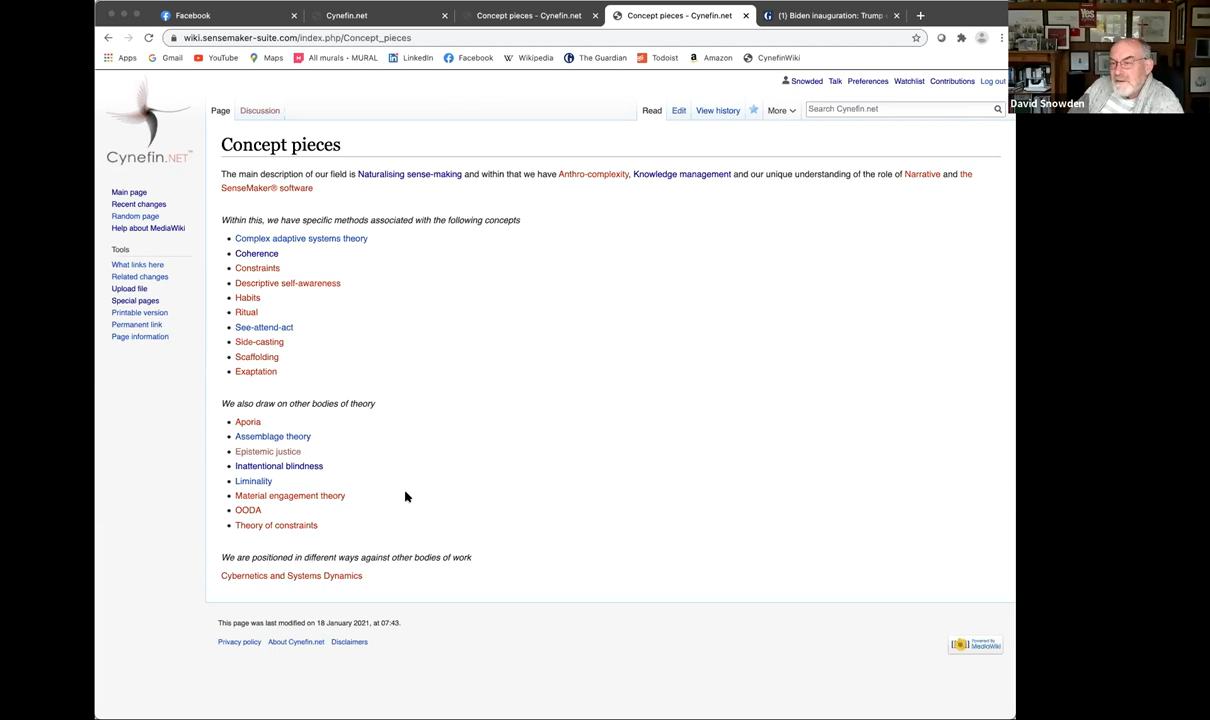 Facebook
Cynefin.net
Concept pieces - Cynefin.net
Concept pieces - Cynefin.net
(1) Biden inauguration: Trump
wiki.sensemaker-suite.com/index.php/Concept_pieces
Apps Gmail YouTube Maps All murals • MURAL LinkedIn Facebook Wikipedia The Guardian Todoist Amazon CynefinWiki
Yes
David Snowden
Snowded Talk Preferences Watchlist Contributions Log out
Page Discussion Read Edit View history More Search Cynefin.net
Cynefin.NET™
Main page
Recent changes
Random page
Help about MediaWiki
Tools
What links here
Related changes
Upload file
Special pages
Printable version
Permanent link
Page information
Concept pieces
The main description of our field is Naturalising sense-making and within that we have Anthro-complexity, Knowledge management and our unique understanding of the role of Narrative and the
SenseMaker® software
Within this, we have specific methods associated with the following concepts
• Complex adaptive systems theory
• Coherence
• Constraints
• Descriptive self-awareness
• Habits
• Ritual
• See-attend-act
• Side-casting
• Scaffolding
• Exaptation
We also draw on other bodies of theory
• Aporia
• Assemblage theory
• Epistemic justice
• Inattentional blindness
• Liminality
• Material engagement theory
• OODA
• Theory of constraints
We are positioned in different ways against other bodies of work
Cybernetics and Systems Dynamics
This page was last modified on 18 January 2021, at 07:43.
Privacy policy About Cynefin.net Disclaimers
Powered By
MediaWiki